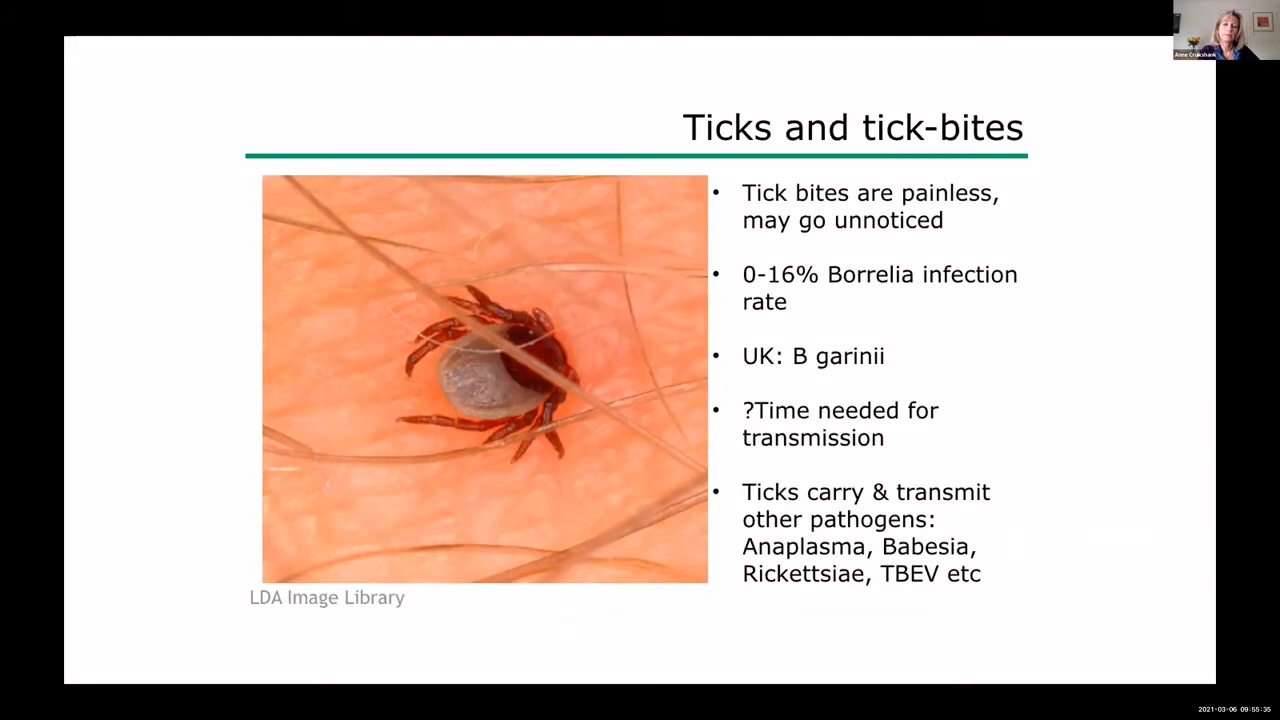 Anne Cruikshank
Ticks and tick-bites
• Tick bites are painless,
may go unnoticed
• 0-16% Borrelia infection
rate
• UK: B garinii
• ?Time needed for
transmission
• Ticks carry & transmit
other pathogens:
Anaplasma, Babesia,
Rickettsiae, TBEV etc
LDA Image Library
2021-03-06 09:55:35